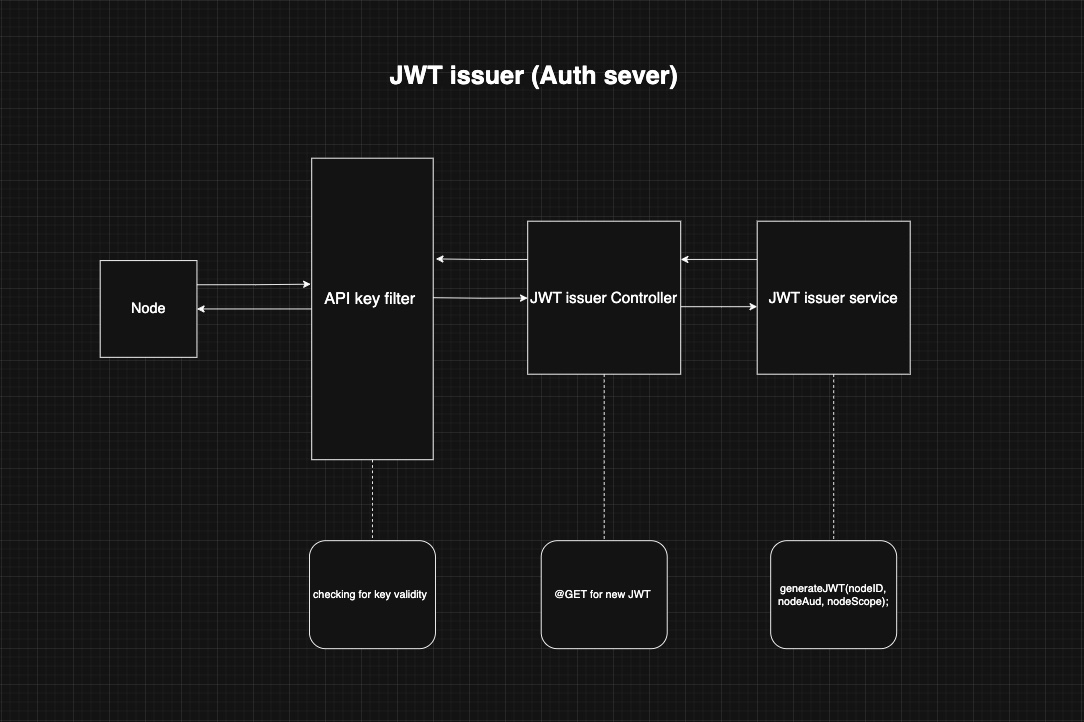 JWT issuer (Auth sever)
Node
API key filter
JWT issuer Controller
JWT issuer service
checking for key validity
@GET for new JWT
generateJWT(nodeID,
nodeAud, nodeScope);